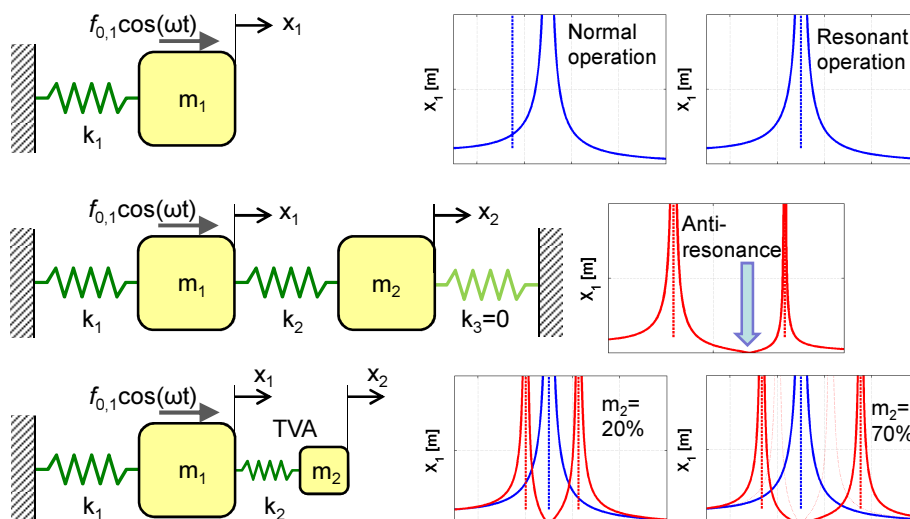 f0,1cos(ωt)
x1
m1
k1
X1 [m]
Normal
operation
X1 [m]
Resonant
operation
f0,1cos(ωt)
x1
x2
m1
m2
k1
k2
k3=0
X1 [m]
Anti-
resonance
f0,1cos(ωt)
x1
x2
TVA
m1
m2
k1
k2
X1 [m]
m2=
20%
X1 [m]
m2=
70%